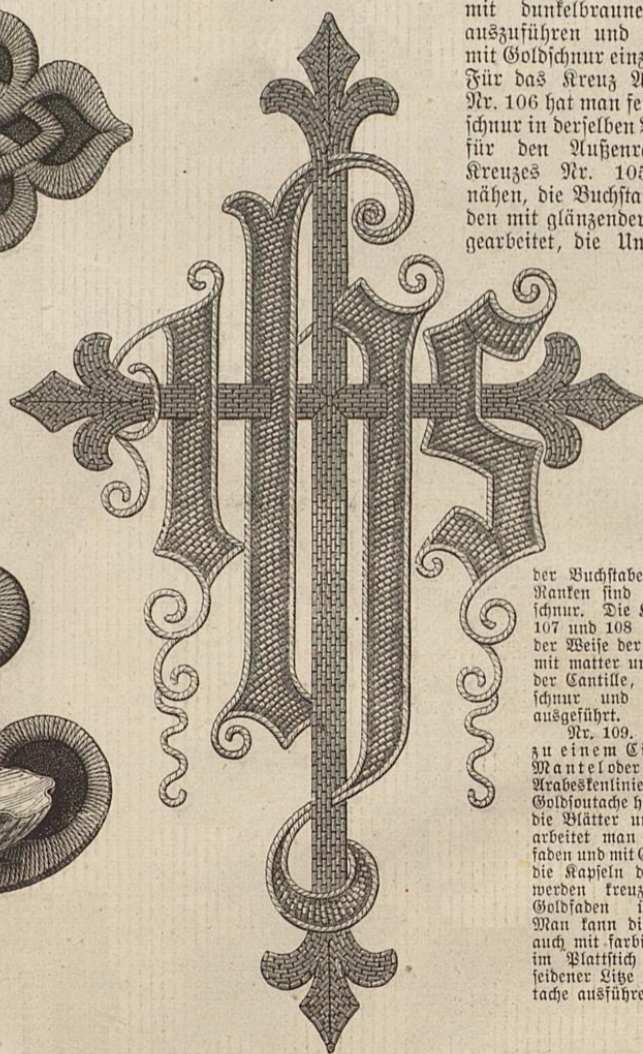 mit dunkelbraune
auszuführen und
mit Goldschnur einz
Für das Kreuz A
Nr. 106 hat man fe
schnur in derselben
für den Außenr
Kreuzes Nr. 105
nähen, die Buchsta
den mit glänzender
gearbeitet, die Um
ihs
der Buchstabe
Ranken sind
schnur. Die
107 und 108
der Weise der
mit matter un
der Cantille,
schnur und
ausgeführt.
Nr. 109.
zu einem Ci
Mantel oder
Arabeskenlinie
Goldsoutache h
die Blätter un
arbeitet man
faden und mit G
die Kapseln d
werden kreuz
Goldfaden i
Man kann di
auch mit farbi
im Plattstich
seidener Litze
tache ausführe